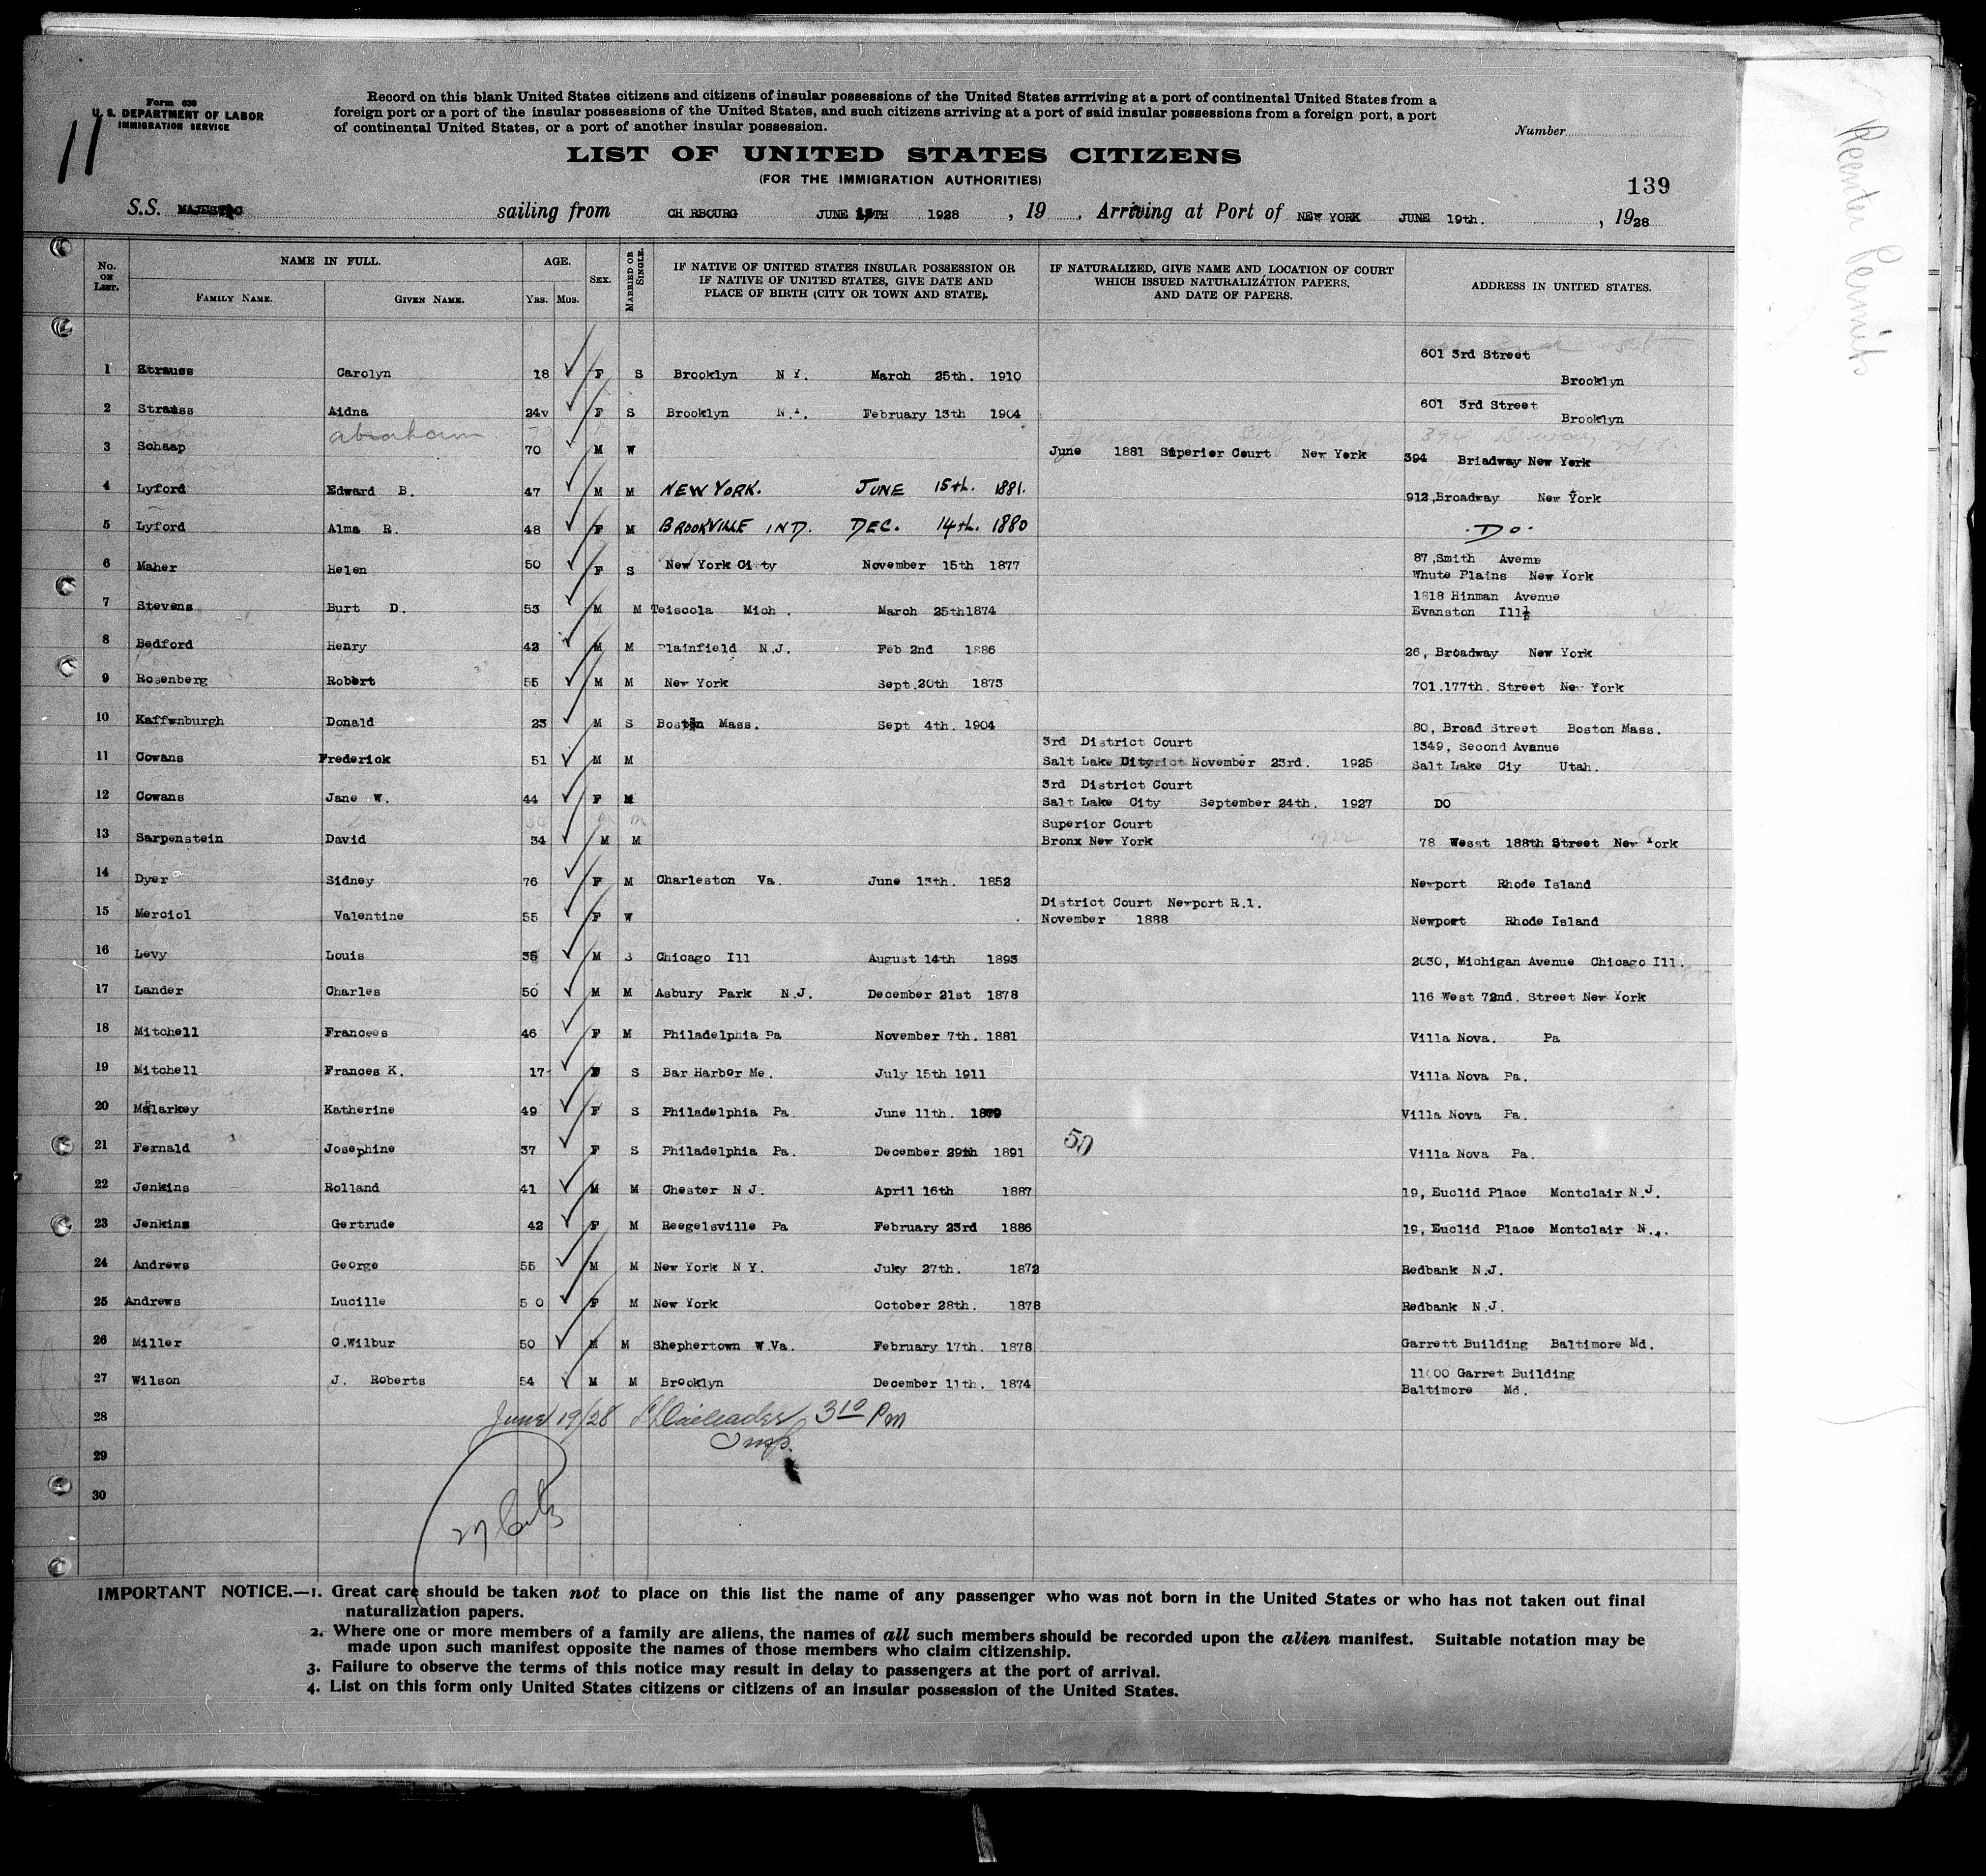 Form 630
U. S. DEPARTMENT OF LABOR
IMMIGRATION SERVICE
11
Record on this blank United States citizens and citizens of insular possessions of the United States arrriving at a port of continental United States from a
foreign port or a port of the insular possessions of the United States, and such citizens arriving at a port of said insular possessions from a foreign port, a port
of continental United States, or a port of another insular possession.
Number
LIST OF UNITED STATES CITIZENS
(FOR THE IMMIGRATION AUTHORITIES)
139
S.S. MAJESTIC sailing from CH RBOURG JUNE 15TH 1928 , 19 , Arriving at Port of NEW YORK JUNE 19th. , 1928
Reenter Permits
No. ON LIST. NAME IN FULL. FAMILY NAME. GIVEN NAME. AGE. Yrs. Mos. SEX. MARRIED OR SINGLE. IF NATIVE OF UNITED STATES INSULAR POSSESSION OR IF NATIVE OF UNITED STATES, GIVE DATE AND PLACE OF BIRTH (CITY OR TOWN AND STATE). IF NATURALIZED, GIVE NAME AND LOCATION OF COURT WHICH ISSUED NATURALIZATION PAPERS, AND DATE OF PAPERS. ADDRESS IN UNITED STATES.
1 Strauss Carolyn 18 F S Brooklyn N Y. March 25th. 1910 601 3rd Street Brooklyn
2 Strauss Aidna 24v F S Brooklyn N.Y. February 13th 1904 601 3rd Street Brooklyn
abraham
3 Schaap 70 M W June 1881 Superior Court New York 394 Briadway New York
4 Lyford Edward B. 47 M M NEW YORK. JUNE 15th. 1881. 912,Broadway New York
5 Lyford Alma R. 48 F M BROOKVILLE IND. DEC. 14th. 1880 Do.
6 Maher Helen 50 F S New York Ci ty November 15th 1877 87,Smith Avenue Whute Plains New York
7 Stevens Burt D. 53 M M Teiscola Mich . March 25th1874 1818 Hinman Avenue Evanston Ill
8 Bedford Henry 42 M M Plainfield N.J. Feb 2nd 1886 26, Broadway New York
9 Rosenberg Robert 55 M M New York Sept.20th 1873 701.177th. Street New York
10 Kaffwnburgh Donald 23 M S Boston Mass. Sept 4th. 1904 80, Broad Street Boston Mass.
11 Cowans Frederick 51 M M 3rd District Court Salt Lake City November 23rd. 1925 1349, Second Avanue Salt Lake Ciy Utah.
12 Cowans Jane W. 44 F M 3rd District Court Salt Lake City September 24th. 1927 DO
13 Sarpenstein David 34 M M Superior Court Bronx New York 1922 78 Wesst 188th Street New York
14 Dyer Sidney 76 F M Charleston Va. June 13th. 1852 Newport Rhode Island
15 Merciol Valentine 55 F W District Court Newport R.1. November 1888 Newport Rhode Island
16 Levy Louis 35 M S Chicago Ill August 14th 1893 2030, Michigan Avenue Chicago Ill.
17 Lander Charles 50 M M Asbury Park N.J. December 21st 1878 116 West 72nd. Street New York
18 Mitchell Francees 46 F M Philadelphia Pa November 7th. 1881 Villa Nova. Pa
19 Mitchell Frances K. 17 F S Bar Harbor Me. July 15th 1911 Villa Nova Pa.
20 Malarkey Katherine 49 F S Philadelphia Pa. June 11th. 1879 Villa Nova Pa.
21 Fernald Josephine 37 F S Philadelphia Pa. December 29th 1891 50 Villa Nova Pa.
22 Jenkins Rolland 41 M M Chester N J. April 16th 1887 19, Euclid Place Montclair N.J.
23 Jenkins Gertrude 42 F M Reegelsville Pa February 23rd 1886 19, Euclid Place Montclair N..
24 Andrews George 55 M M New York N Y. Juky 27th. 1872 Redbank N.J.
25 Andrews Lucille 5 0 F M New York October 28th. 1878 Redbank N.J.
26 Miller C.Wilbur 50 M M Shephertown W.Va. February 17th. 1878 Garrett Building Baltimore Md.
27 Wilson J. Roberts 54 M M Brooklyn December 11th. 1874 11000 Garret Building Baltimore Md.
28 June 19/28 3 10 Pm
Insp.
29
30
27
IMPORTANT NOTICE.—1. Great care should be taken not to place on this list the name of any passenger who was not born in the United States or who has not taken out final
naturalization papers.
2. Where one or more members of a family are aliens, the names of all such members should be recorded upon the alien manifest. Suitable notation may be
made upon such manifest opposite the names of those members who claim citizenship.
3. Failure to observe the terms of this notice may result in delay to passengers at the port of arrival.
4. List on this form only United States citizens or citizens of an insular possession of the United States.